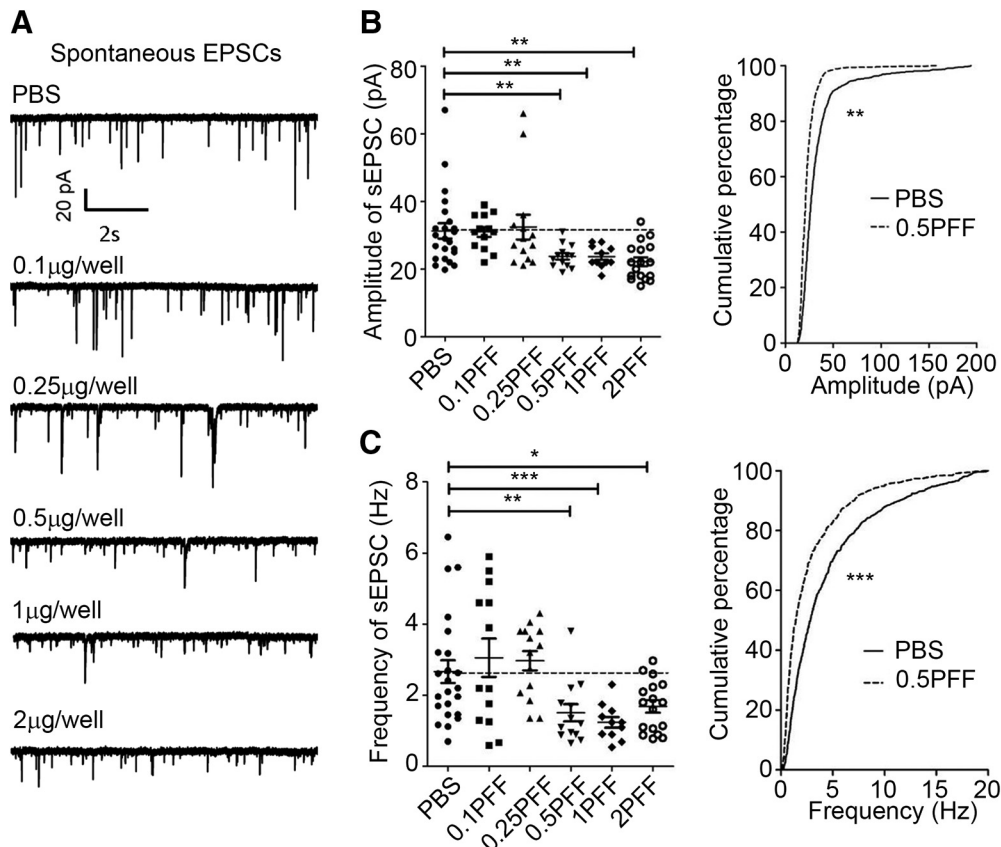 A
Spontaneous EPSCs
PBS
20 pA
2s
0.1μg/well
0.25μg/well
0.5μg/well
1μg/well
2μg/well
B
**
**
**
Amplitude of sEPSC (pA)
80
60
40
20
0
PBS
0.1PFF
0.25PFF
0.5PFF
1PFF
2PFF
Cumulative percentage
100
80
60
40
20
0
**
PBS
0.5PFF
0 50 100 150 200
Amplitude (pA)
C
*
***
**
Frequency of sEPSC (Hz)
8
6
4
2
0
PBS
0.1PFF
0.25PFF
0.5PFF
1PFF
2PFF
Cumulative percentage
100
80
60
40
20
0
***
PBS
0.5PFF
0 5 10 15 20
Frequency (Hz)